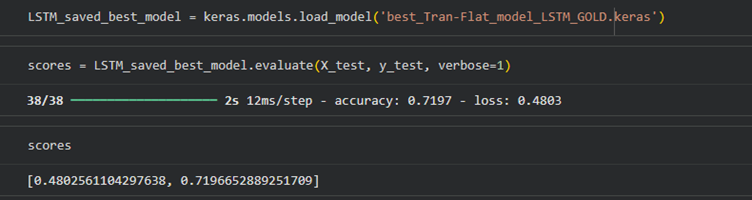 LSTM_saved_best_model = keras.models.load_model('best_Tran-Flat_model_LSTM_GOLD.keras')
scores = LSTM_saved_best_model.evaluate(X_test, y_test, verbose=1)
38/38 ━━━━━━━━━━━━━━━━━━━━ 2s 12ms/step - accuracy: 0.7197 - loss: 0.4803
scores
[0.4802561104297638, 0.7196652889251709]